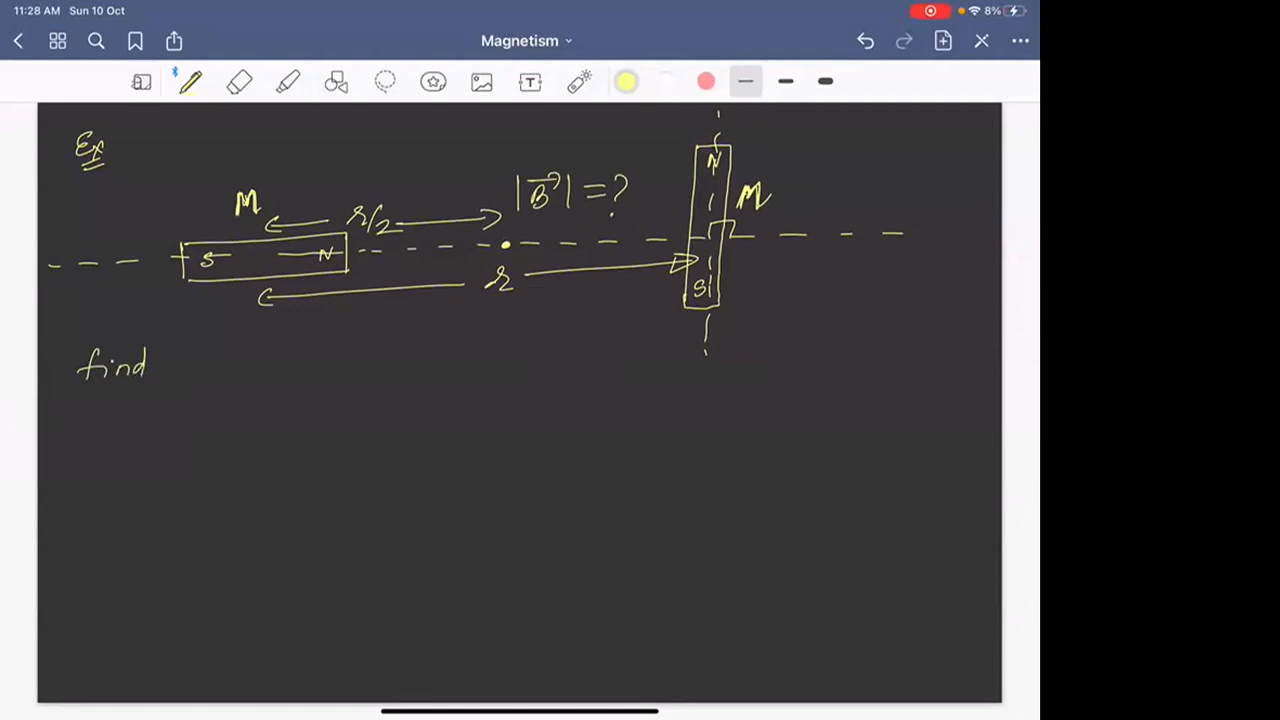 11:28 AM Sun 10 Oct
8%
Magnetism
Ex
M
r/2
|B⃗| = ?
N
M
S
N
r
S
find